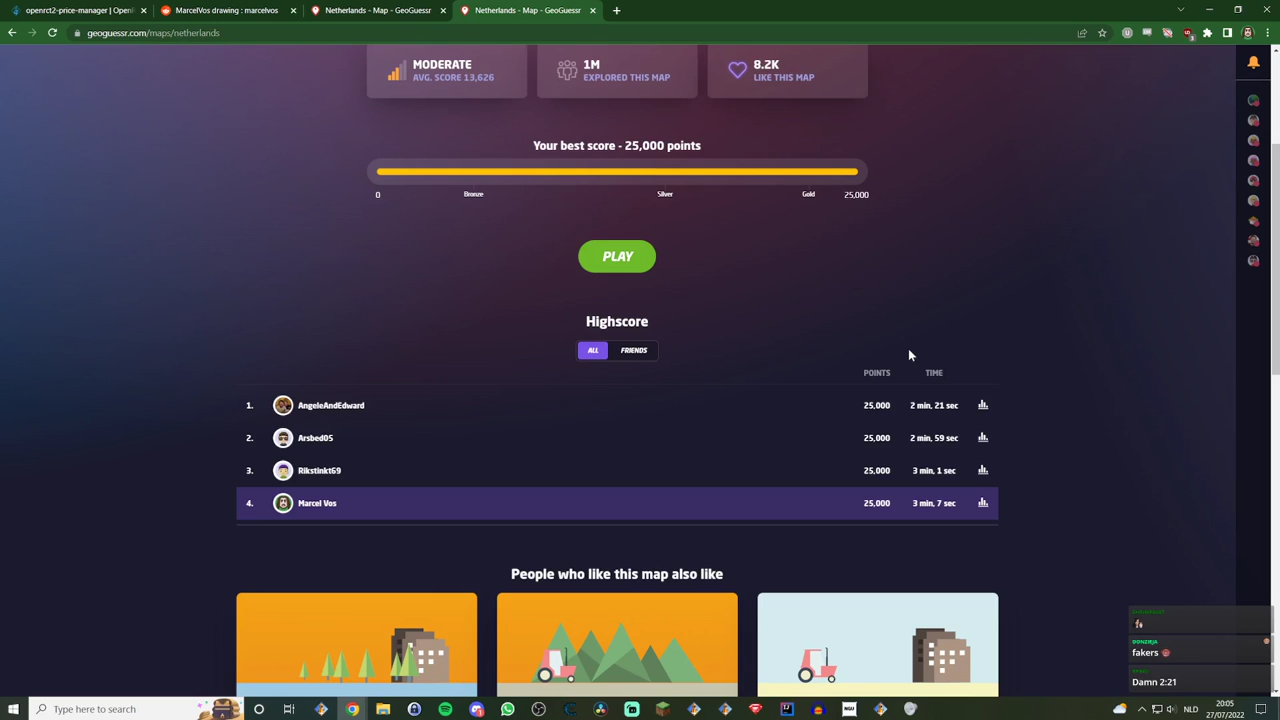 openrct2-price-manager | OpenR
MarcelVos drawing : marcelvos
Netherlands - Map - GeoGuessr
Netherlands - Map - GeoGuessr
geoguessr.com/maps/netherlands
MODERATE
AVG. SCORE 13,626
1M
EXPLORED THIS MAP
8.2K
LIKE THIS MAP
Your best score - 25,000 points
0 Bronze Silver Gold 25,000
PLAY
Highscore
ALL FRIENDS
POINTS TIME
1. AngeleAndEdward 25,000 2 min, 21 sec
2. Arsbed05 25,000 2 min, 59 sec
3. Rikstinkt69 25,000 3 min, 1 sec
4. Marcel Vos 25,000 3 min, 7 sec
People who like this map also like
fakers
Damn 2:21
Type here to search
NGU
NLD
20:05
27/07/2022